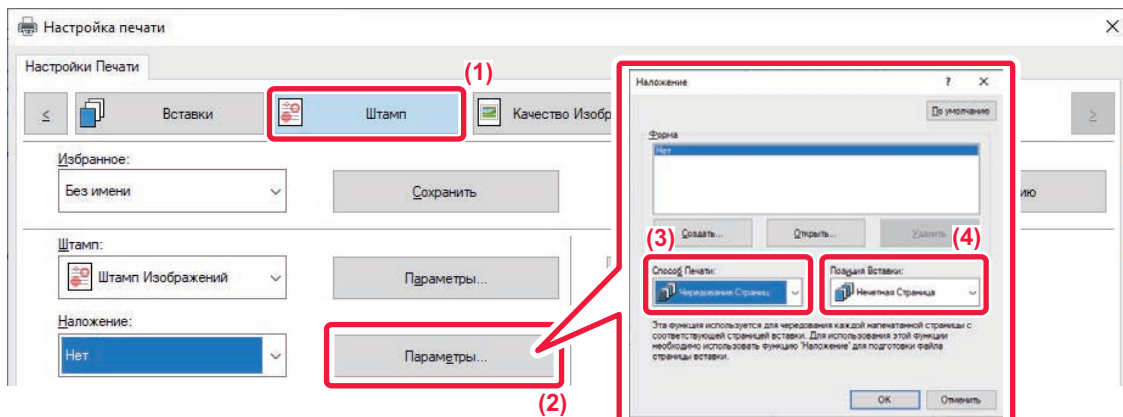 Настройка печати
Настройки Печати
(1)
≤
Вставки
Штамп
Качество Изобр
≥
Избранное:
Без имени
Сохранить
ию
Штамп:
Штамп Изображений
Параметры...
Наложение:
Нет
Параметры...
(2)
Наложение
?
По умолчанию
Форма
Нет
Создать...
Открыть...
Удалить
(3)
(4)
Способ Печати:
Позиция Вставки:
Чередование Страниц
Нечетная Страница
Эта функция используется для чередования каждой напечатанной страницы с
соответствующей страницей вставки. Для использования этой функции
необходимо использовать функцию 'Наложение' для подготовки файла
страницы вставки.
OK
Отменить